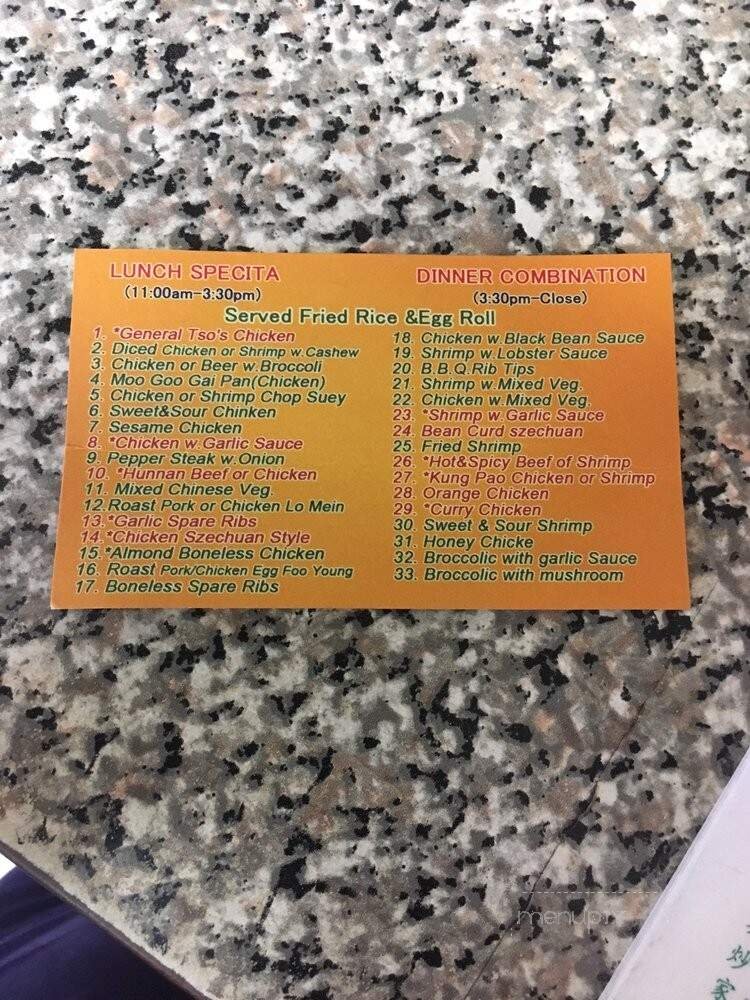 LUNCH SPECITA
(11:00am-3:30pm)
DINNER COMBINATION
(3:30pm-Close)
Served Fried Rice &Egg Roll
1. *General Tso's Chicken
2. Diced Chicken or Shrimp w.Cashew
3. Chicken or Beer w.Broccoli
4. Moo Goo Gai Pan(Chicken)
5. Chicken or Shrimp Chop Suey
6. Sweet&Sour Chinken
7. Sesame Chicken
8. *Chicken w.Garlic Sauce
9. Pepper Steak w.Onion
10. *Hunnan Beef or Chicken
11. Mixed Chinese Veg.
12.Roast Pork or Chicken Lo Mein
13.*Garlic Spare Ribs
14.*Chicken Szechuan Style
15.*Almond Boneless Chicken
16. Roast Pork/Chicken Egg Foo Young
17. Boneless Spare Ribs
18. Chicken w.Black Bean Sauce
19. Shrimp w.Lobster Sauce
20. B.B.Q.Rib Tips
21. Shrimp w.Mixed Veg.
22. Chicken w.Mixed Veg.
23. *Shrimp w.Garlic Sauce
24. Bean Curd szechuan
25. Fried Shrimp
26. *Hot&Spicy Beef of Shrimp
27. *Kung Pao Chicken or Shrimp
28. Orange Chicken
29. *Curry Chicken
30. Sweet & Sour Shrimp
31. Honey Chicke
32. Broccolic with garlic Sauce
33. Broccolic with mushroom
menupix
炒
家